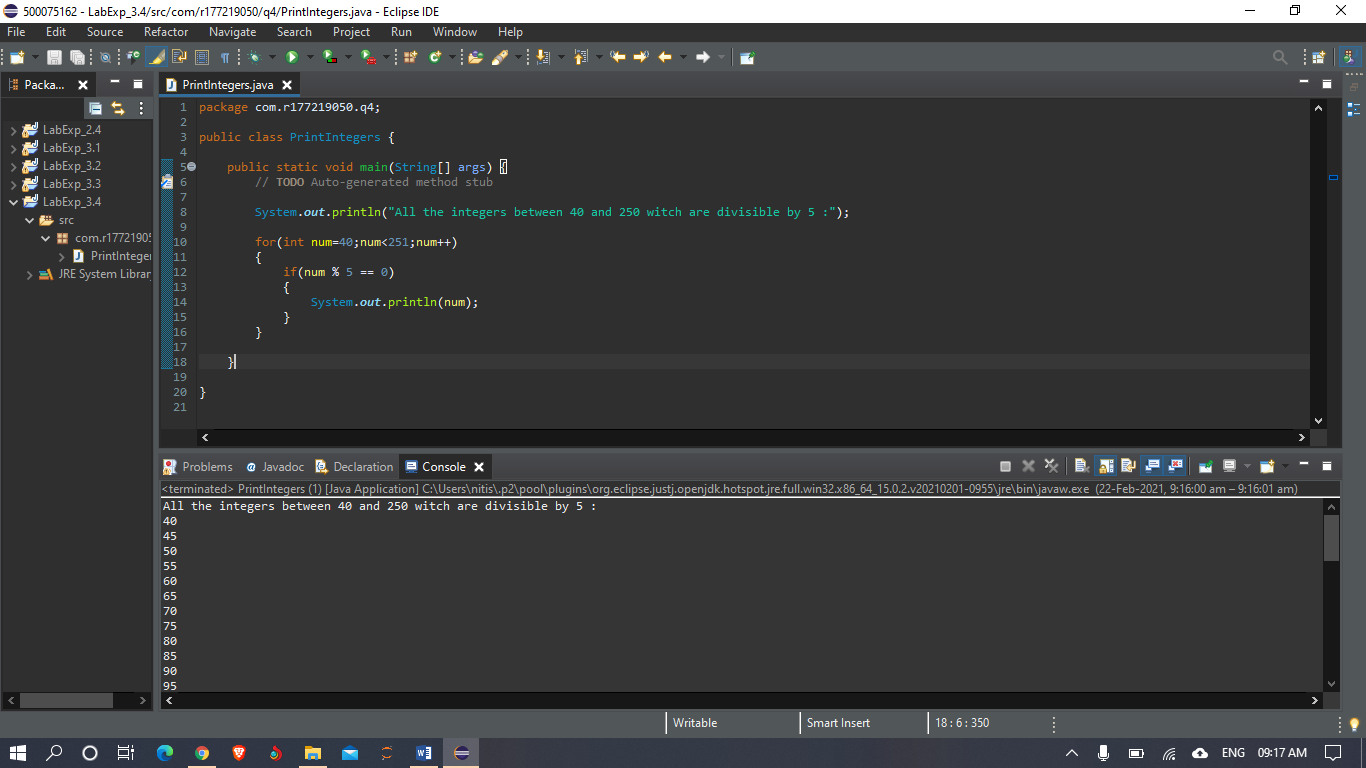 500075162 - LabExp_3.4/src/com/r177219050/q4/PrintIntegers.java - Eclipse IDE
File Edit Source Refactor Navigate Search Project Run Window Help
Packa...
LabExp_2.4
LabExp_3.1
LabExp_3.2
LabExp_3.3
LabExp_3.4
src
com.r1772190
PrintInteger
JRE System Library
PrintIntegers.java
1 package com.r177219050.q4;
2
3 public class PrintIntegers {
4
5 public static void main(String[] args) {
6 // TODO Auto-generated method stub
7
8 System.out.println("All the integers between 40 and 250 witch are divisible by 5 :");
9
10 for(int num=40;num<251;num++)
11 {
12 if(num % 5 == 0)
13 {
14 System.out.println(num);
15 }
16 }
17
18 }
19
20 }
21
Problems Javadoc Declaration Console
<terminated> PrintIntegers (1) [Java Application] C:\Users\nitis\.p2\pool\plugins\org.eclipse.justj.openjdk.hotspot.jre.full.win32.x86_64_15.0.2.v20210201-0955\jre\bin\javaw.exe (22-Feb-2021, 9:16:00 am – 9:16:01 am)
All the integers between 40 and 250 witch are divisible by 5 :
40
45
50
55
60
65
70
75
80
85
90
95
Writable Smart Insert 18 : 6 : 350
ENG 09:17 AM